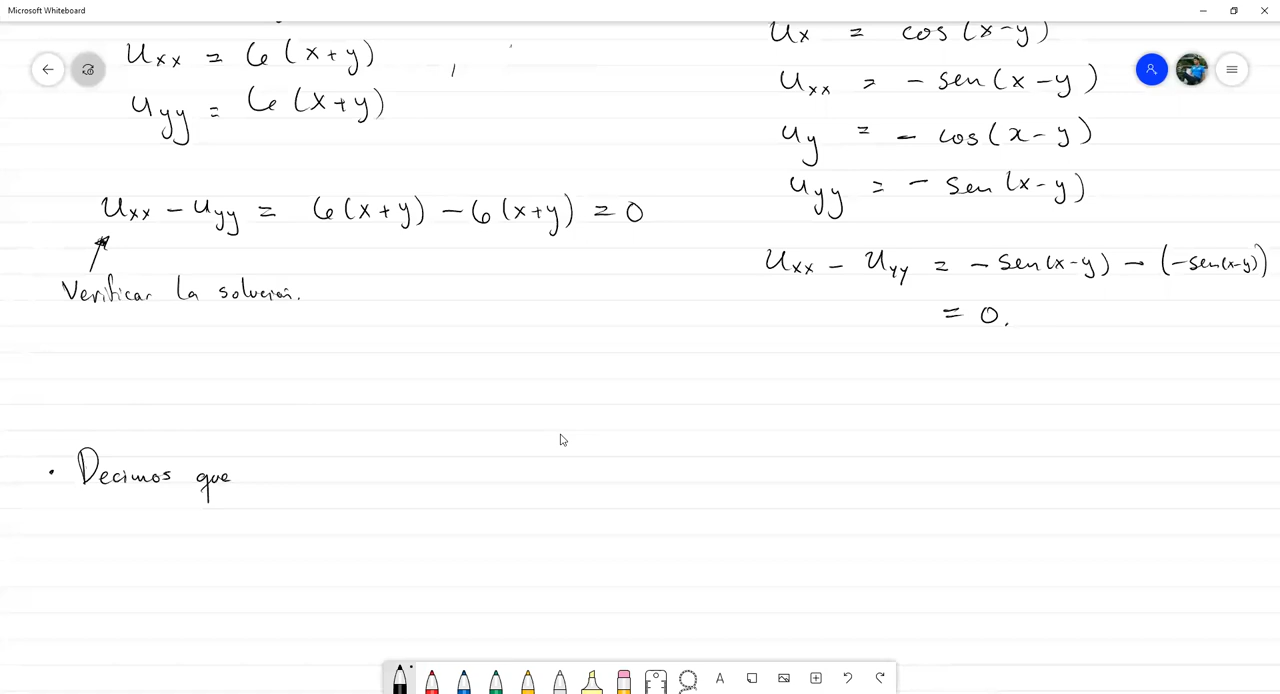 Microsoft Whiteboard
Uxx = 6(x+y)
Uyy = 6(x+y)
Uxx - Uyy = 6(x+y) - 6(x+y) = 0
Verificar la solución.
Ux = cos(x-y)
Uxx = - sen(x-y)
Uy = - cos(x-y)
Uyy = - sen(x-y)
Uxx - Uyy = - sen(x-y) - (-sen(x-y))
= 0.
• Decimos que
A